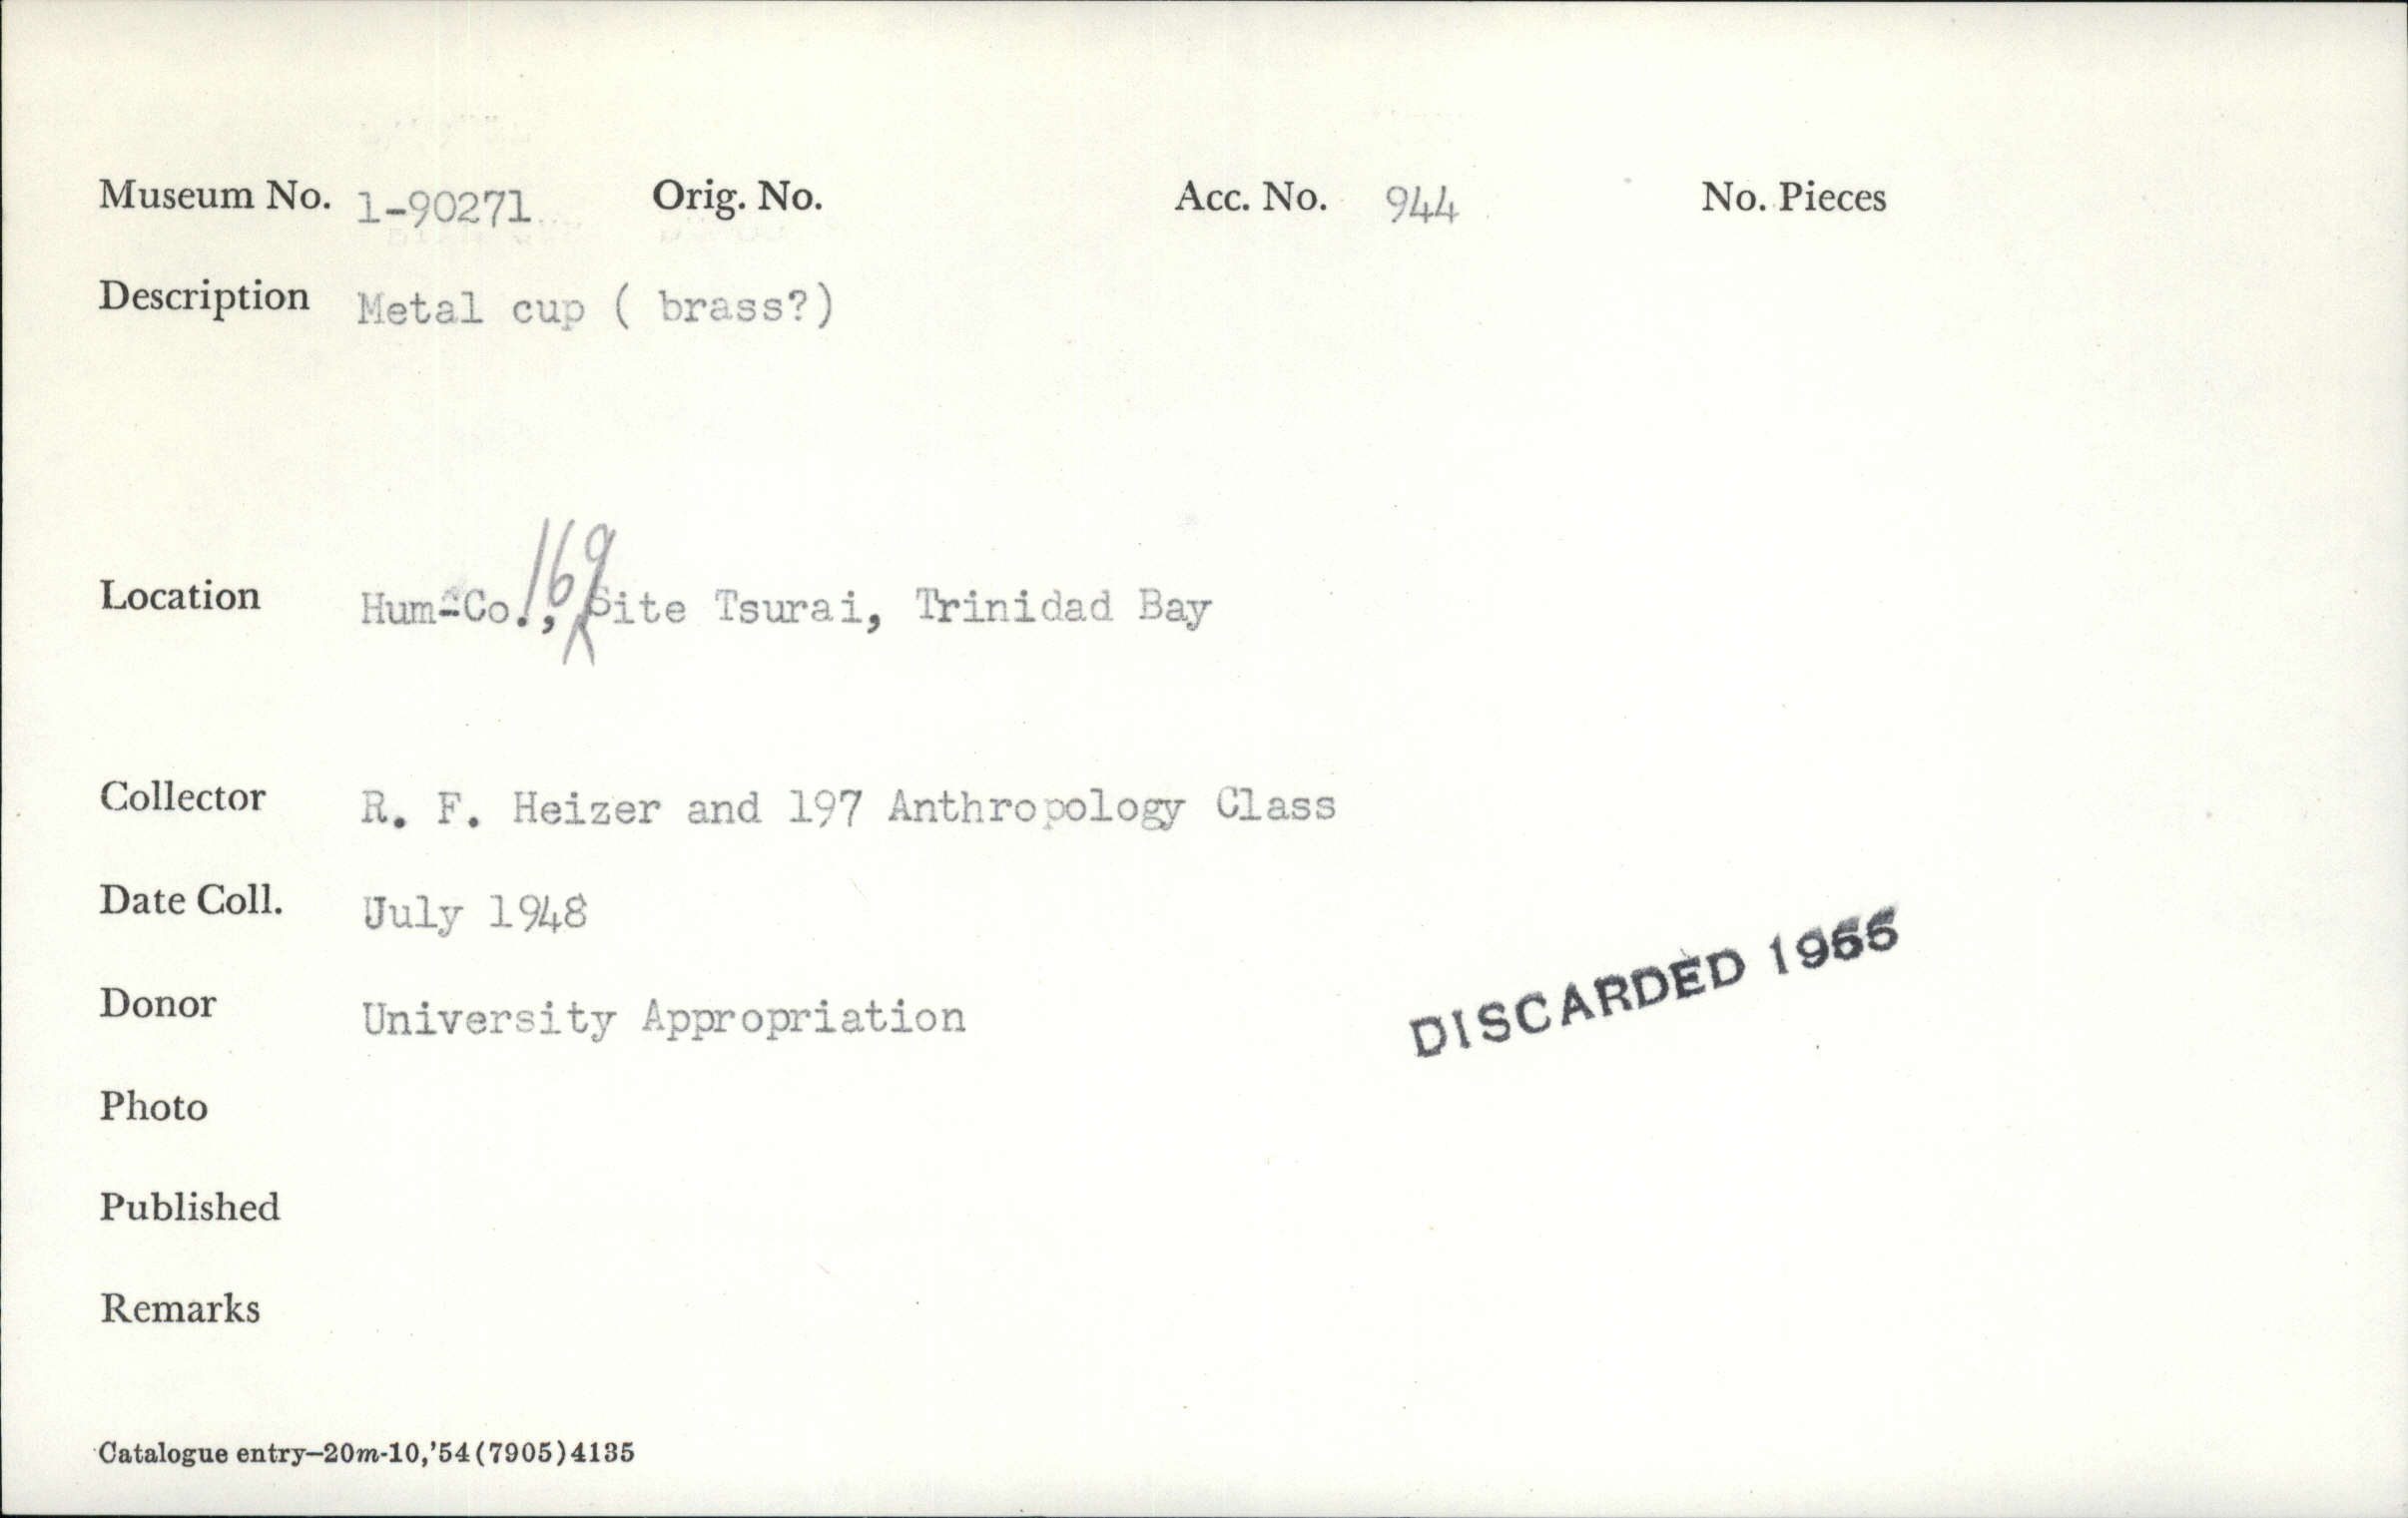 Museum No. 1-90271 Orig. No. Acc. No. 944 No. Pieces
Description Metal cup ( brass?)
169
Location Hum-Co., Site Tsurai, Trinidad Bay
Collector R. F. Heizer and 197 Anthropology Class
Date Coll. July 1948
DISCARDED
Donor University Appropriation
Photo
Published
Remarks
Catalogue entry—20m-10,'54(7905)4135